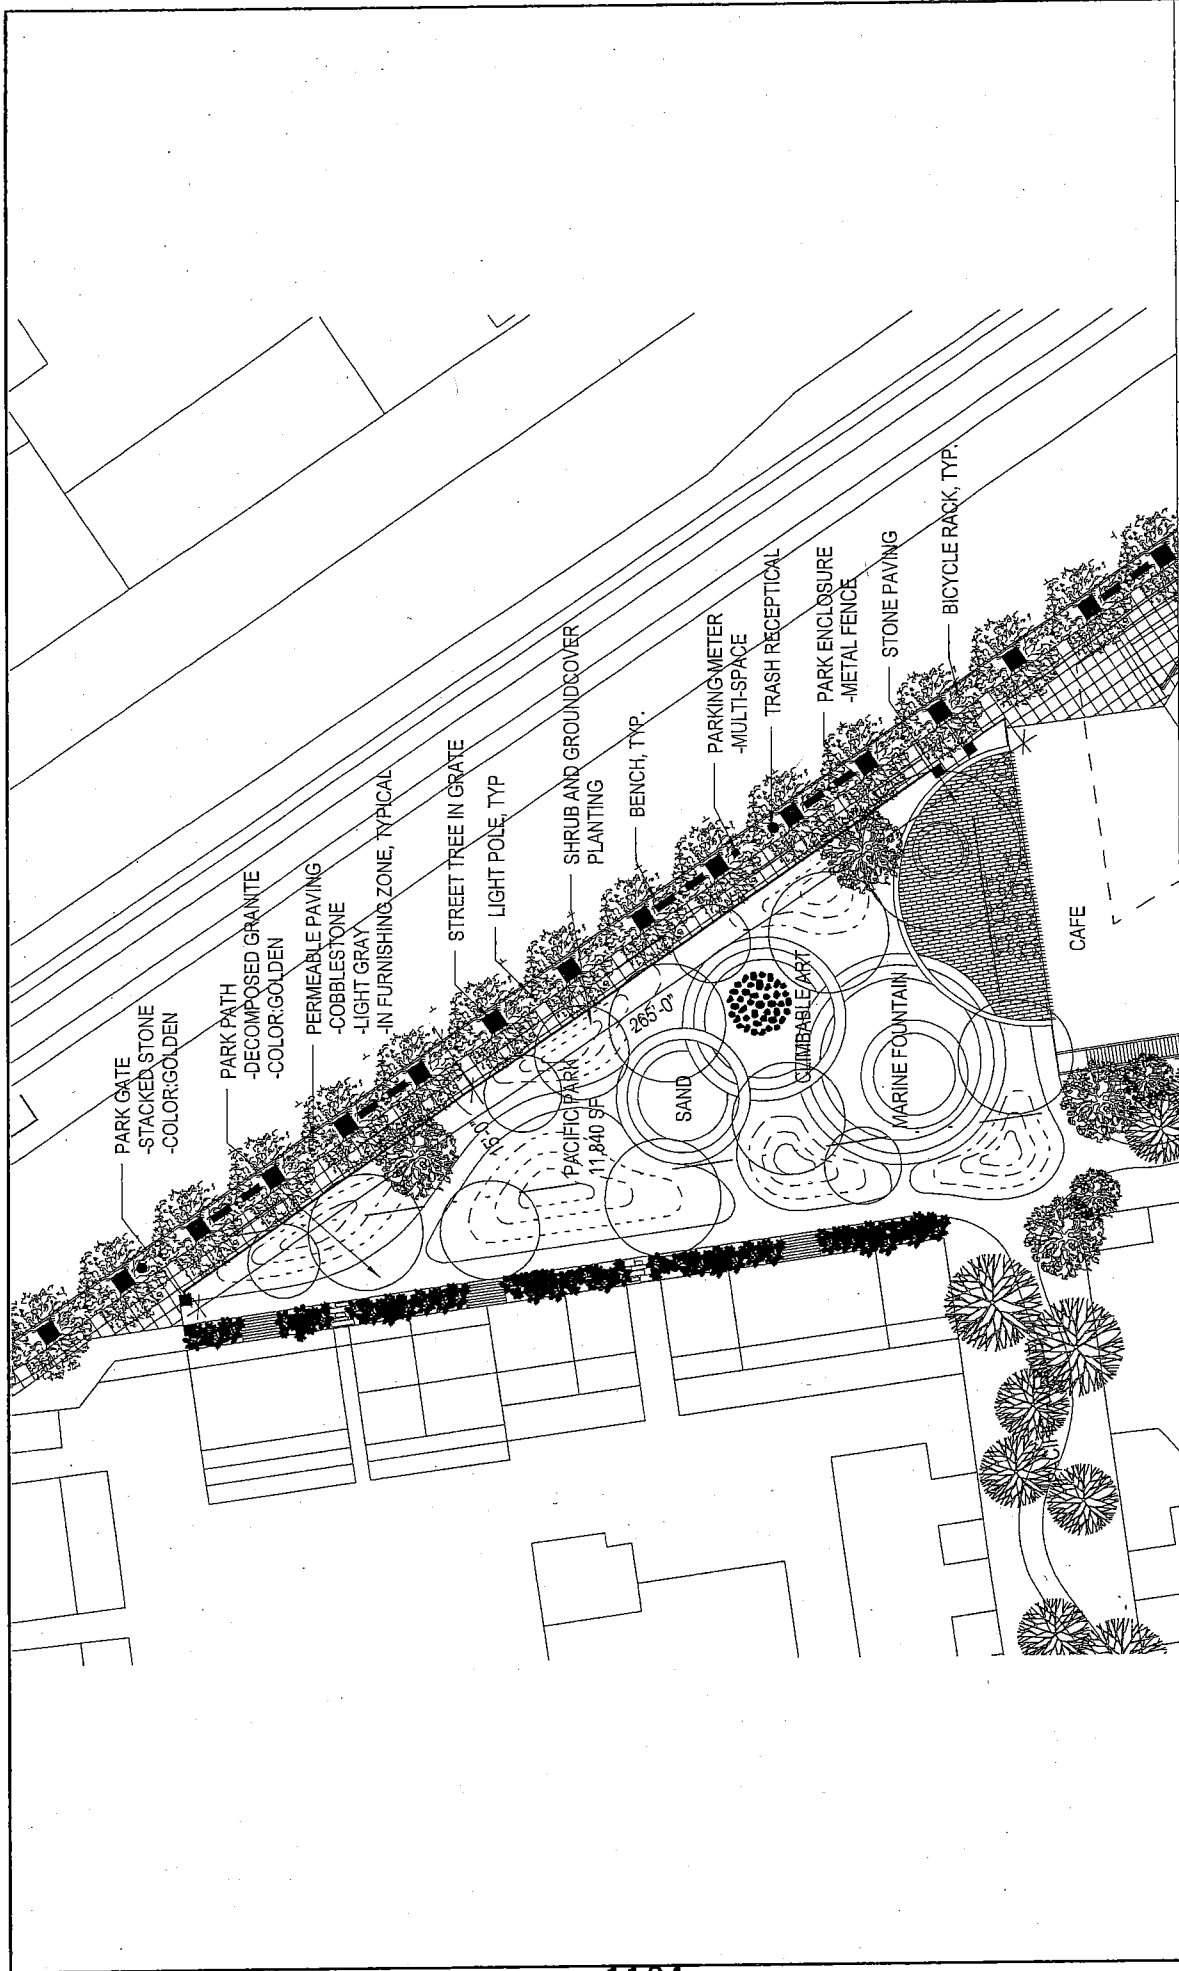 PARK GATE
-STACKED STONE
-COLOR:GOLDEN
PARK PATH
-DECOMPOSED GRANITE
-COLOR:GOLDEN
PERMEABLE PAVING
-COBBLESTONE
-LIGHT GRAY
-IN FURNISHING ZONE, TYPICAL
STREET TREE IN GRATE
LIGHT POLE, TYP
SHRUB AND GROUNDCOVER
PLANTING
BENCH, TYP.
PARKING METER
-MULTI-SPACE
TRASH RECEPTICAL
PARK ENCLOSURE
-METAL FENCE
STONE PAVING
BICYCLE RACK, TYP.
265'-0"
PACIFIC PARK
11,840 SF
SAND
CLIMBABLE ART
MARINE FOUNTAIN
CAFE